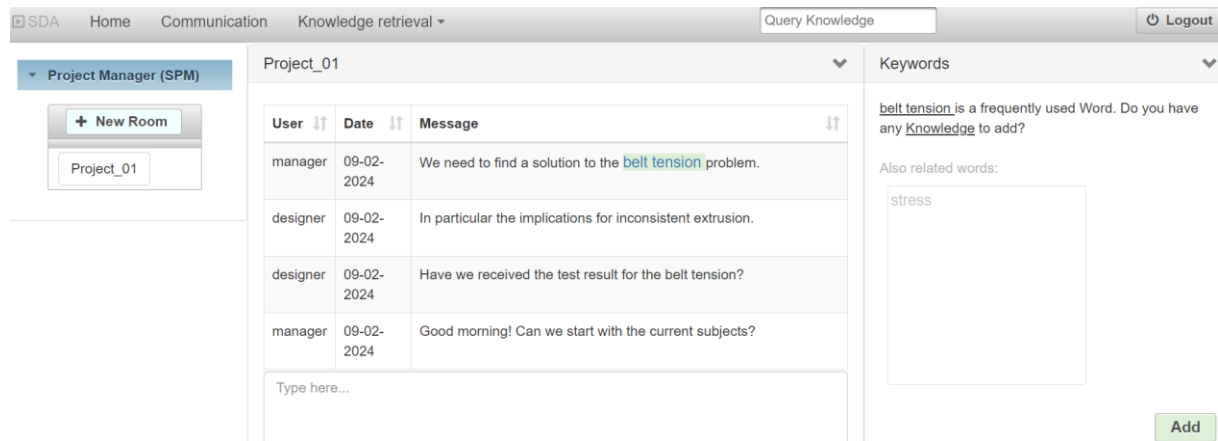 SDA Home Communication Knowledge retrieval Query Knowledge Logout
Project Manager (SPM)
+ New Room
Project_01
Project_01
User Date Message
manager 09-02-
2024 We need to find a solution to the belt tension problem.
designer 09-02-
2024 In particular the implications for inconsistent extrusion.
designer 09-02-
2024 Have we received the test result for the belt tension?
manager 09-02-
2024 Good morning! Can we start with the current subjects?
Type here...
Keywords
belt tension is a frequently used Word. Do you have
any Knowledge to add?
Also related words:
stress
Add